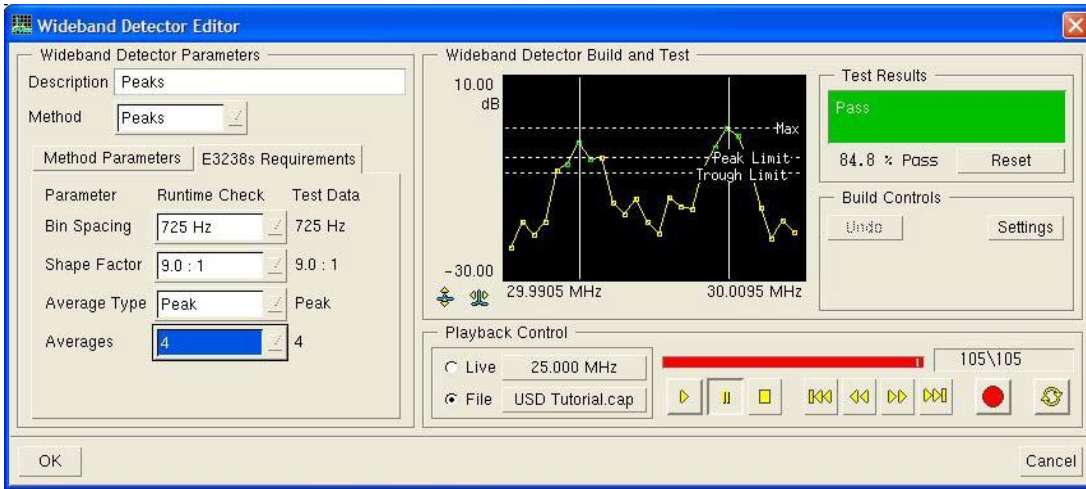 Wideband Detector Editor
Wideband Detector Parameters
Description Peaks
Method Peaks
Method Parameters E3238s Requirements
Parameter Runtime Check Test Data
Bin Spacing 725 Hz 725 Hz
Shape Factor 9.0 : 1 9.0 : 1
Average Type Peak Peak
Averages 4 4
Wideband Detector Build and Test
10.00
dB
Max
Peak Limit
Trough Limit
-30.00
29.9905 MHz 30.0095 MHz
Test Results
Pass
84.8 % Pass Reset
Build Controls
Undo Settings
Playback Control
Live 25.000 MHz
File USD Tutorial.cap
105\105
OK Cancel